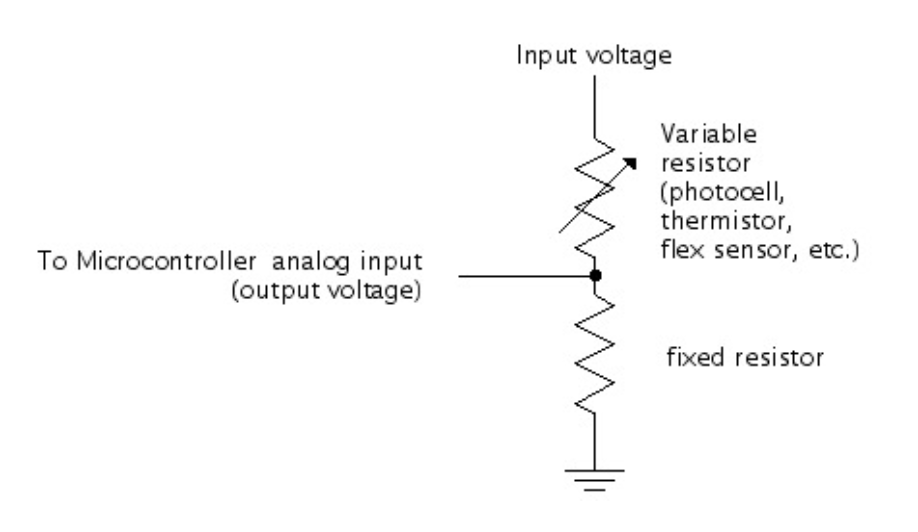 Input voltage
Variable
resistor
(photocell,
thermistor,
flex sensor, etc.)
To Microcontroller analog input
(output voltage)
fixed resistor